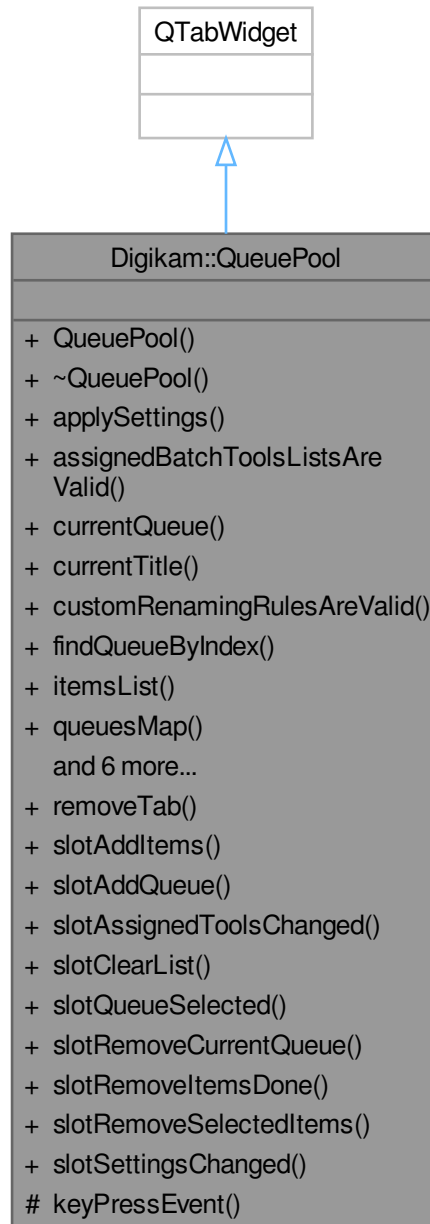 QTabWidget
Digikam::QueuePool
+ QueuePool()
+ ~QueuePool()
+ applySettings()
+ assignedBatchToolsListsAre
Valid()
+ currentQueue()
+ currentTitle()
+ customRenamingRulesAreValid()
+ findQueueByIndex()
+ itemsList()
+ queuesMap()
and 6 more...
+ removeTab()
+ slotAddItems()
+ slotAddQueue()
+ slotAssignedToolsChanged()
+ slotClearList()
+ slotQueueSelected()
+ slotRemoveCurrentQueue()
+ slotRemoveItemsDone()
+ slotRemoveSelectedItems()
+ slotSettingsChanged()
# keyPressEvent()